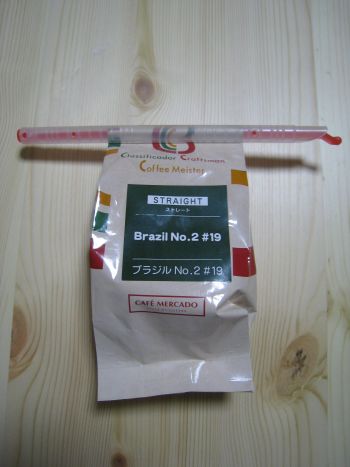 Classificador Craftsman
Coffee Meister
STRAIGHT
ストレート
Brazil No.2 #19
ブラジル No.2 #19
CAFÉ MERCADO